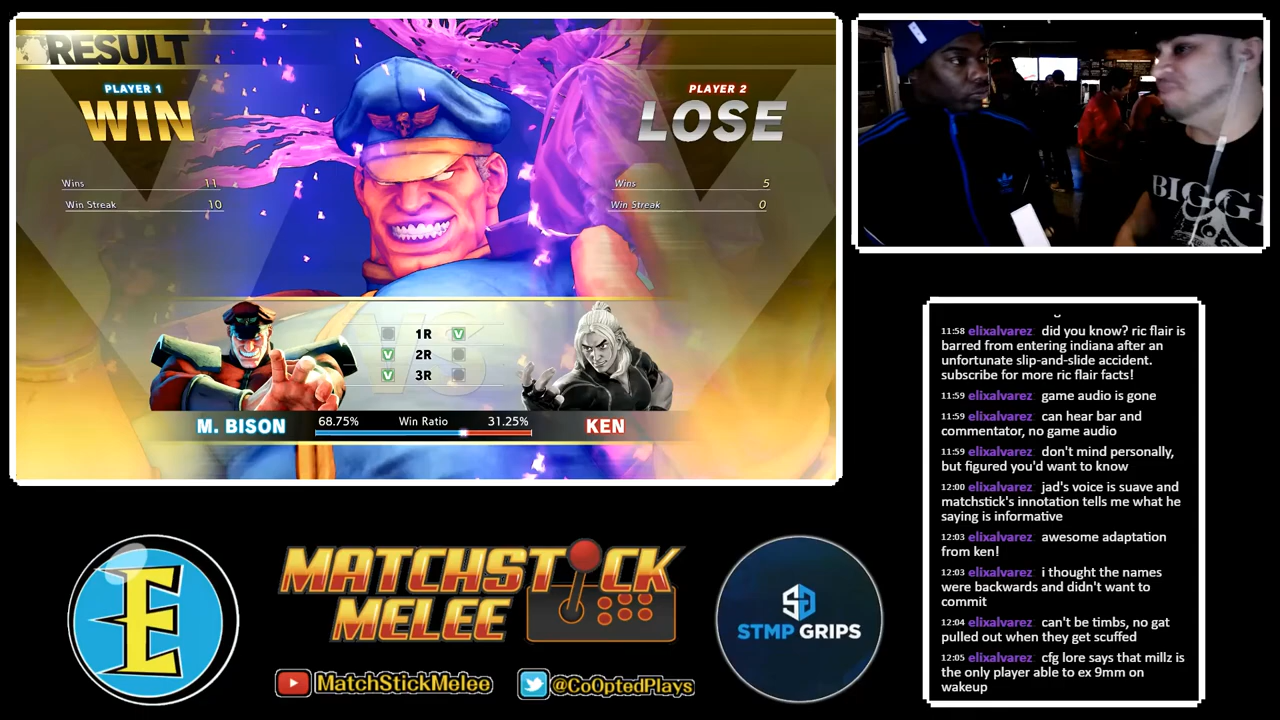 RESULT
PLAYER 1
WIN
Wins 11
Win Streak 10
PLAYER 2
LOSE
Wins 5
Win Streak 0
VS
1R V
V 2R
V 3R
M. BISON
68.75% Win Ratio 31.25%
KEN
BIGGI
11:58 elixalvarez did you know? ric flair is
barred from entering indiana after an
unfortunate slip-and-slide accident.
subscribe for more ric flair facts!
11:59 elixalvarez game audio is gone
11:59 elixalvarez can hear bar and
commentator, no game audio
11:59 elixalvarez don't mind personally,
but figured you'd want to know
12:00 elixalvarez jad's voice is suave and
matchstick's innotation tells me what he
saying is informative
12:03 elixalvarez awesome adaptation
from ken!
12:03 elixalvarez i thought the names
were backwards and didn't want to
commit
12:04 elixalvarez can't be timbs, no gat
pulled out when they get scuffed
12:05 elixalvarez cfg lore says that millz is
the only player able to ex 9mm on
wakeup
E
MATCHSTICK
MELEE
MatchStickMelee
@CoOptedPlays
SG
STMP GRIPS